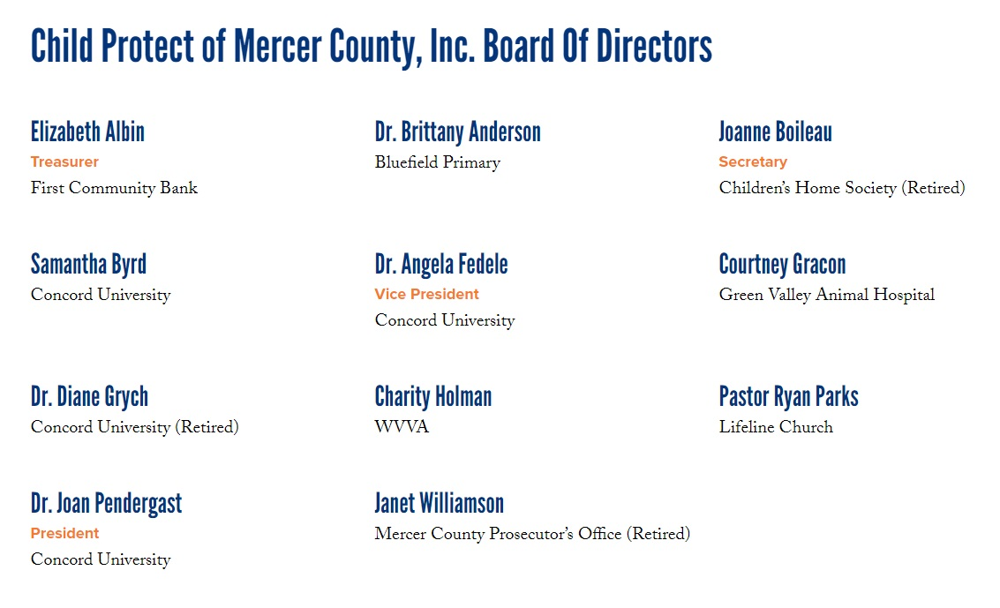 Child Protect of Mercer County, Inc. Board Of Directors
Elizabeth Albin
Treasurer
First Community Bank
Dr. Brittany Anderson
Bluefield Primary
Joanne Boileau
Secretary
Children’s Home Society (Retired)
Samantha Byrd
Concord University
Dr. Angela Fedele
Vice President
Concord University
Courtney Gracon
Green Valley Animal Hospital
Dr. Diane Grych
Concord University (Retired)
Charity Holman
WVVA
Pastor Ryan Parks
Lifeline Church
Dr. Joan Pendergast
President
Concord University
Janet Williamson
Mercer County Prosecutor’s Office (Retired)